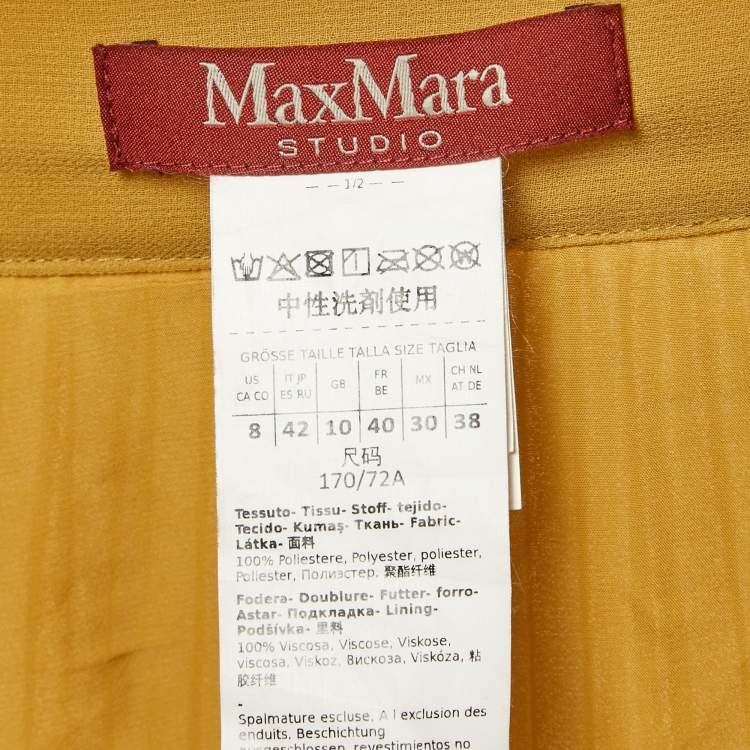 MaxMara
STUDIO
1/2
中性洗剂使用
GRÖSSE TAILLE TALLA SIZE TAGLIA
US CA CO IT JP ES RU GB FR BE MX CH NL AT DE
8 42 10 40 30 38
尺码
170/72A
Tessuto- Tissu- Stoff- tejido-
Tecido- Kumaş- Ткань- Fabric-
Látka- 面料
100% Poliestere, Polyester, poliester,
Poliester, Полиэстер, 聚酯纤维
Fodera- Doublure- Futter- forro-
Astar- Подкладка- Lining-
Podšívka- 里料
100% Viscosa, Viscose, Viskose,
viscosa, Viskoz, Вискоза, Viskóza, 粘
胶纤维
-
Spalmature escluse, A l exclusion des
enduits, Beschichtung
ausgeschlossen, revestimientos no